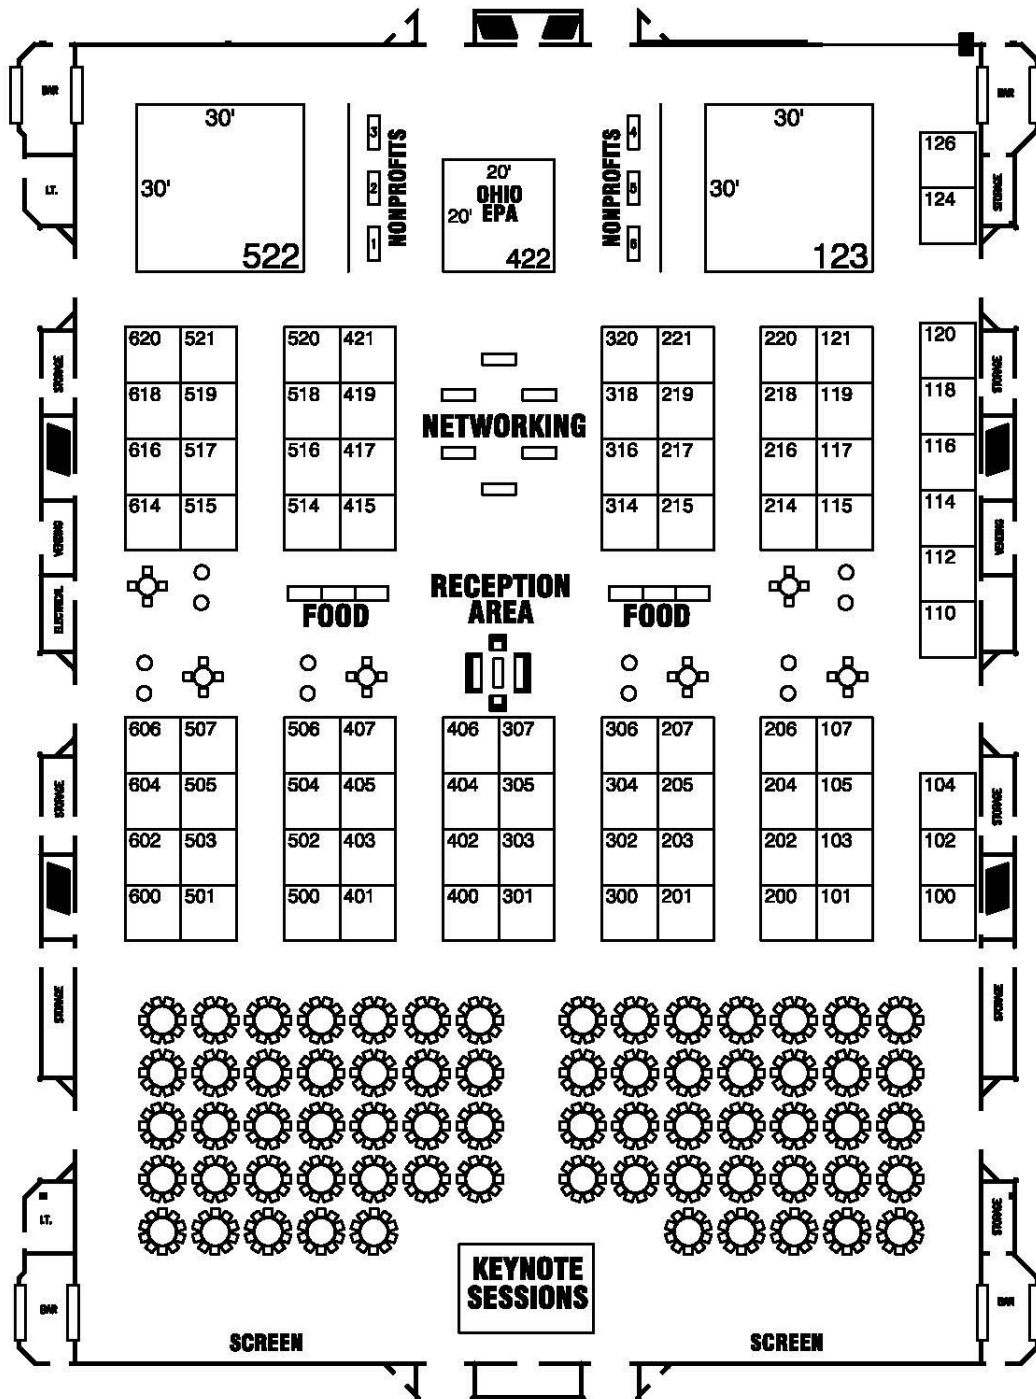 BAR
BAR
30'
30'
522
3
2
1
NONPROFITS
20'
OHIO
EPA
20'
422
NONPROFITS
4
5
6
30'
30'
123
126
124
I.T.
STORAGE
620 521
520 421
320 221
220 121
120
618 519
518 419
318 219
218 119
118
616 517
516 417
316 217
216 117
116
614 515
514 415
314 215
214 115
114
112
110
STORAGE
VENDING
ELECTRICAL
STORAGE
VENDING
NETWORKING
RECEPTION
AREA
FOOD
FOOD
606 507
506 407
406 307
306 207
206 107
604 505
504 405
404 305
304 205
204 105
104
602 503
502 403
402 303
302 203
202 103
102
600 501
500 401
400 301
300 201
200 101
100
STORAGE
STORAGE
STORAGE
STORAGE
I.T.
STORAGE
BAR
BAR
KEYNOTE
SESSIONS
SCREEN
SCREEN